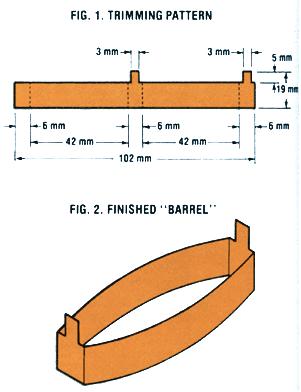 FIG. 1. TRIMMING PATTERN
3 mm
3 mm
5 mm
19 mm
6 mm
6 mm
6 mm
42 mm
42 mm
102 mm
FIG. 2. FINISHED "BARREL"